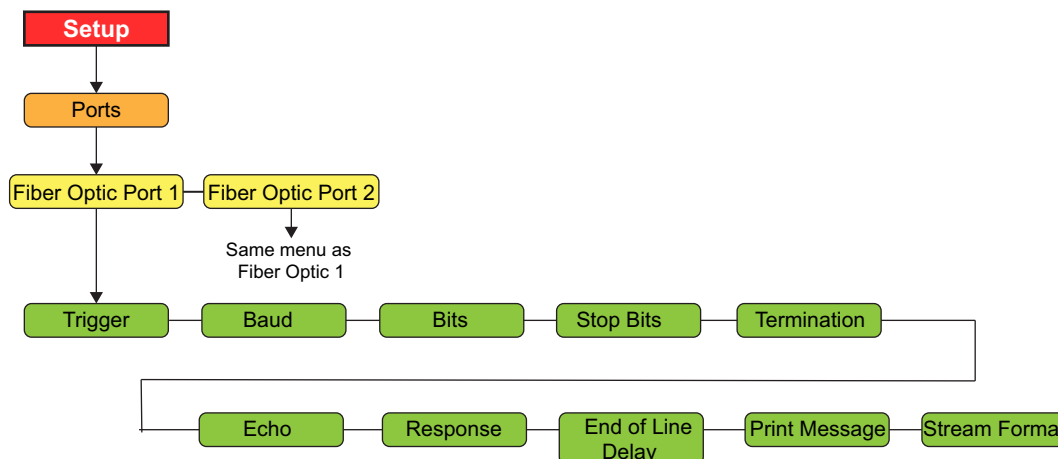 Setup
Ports
Fiber Optic Port 1
Fiber Optic Port 2
Same menu as
Fiber Optic 1
Trigger
Baud
Bits
Stop Bits
Termination
Echo
Response
End of Line
Delay
Print Message
Stream Forma